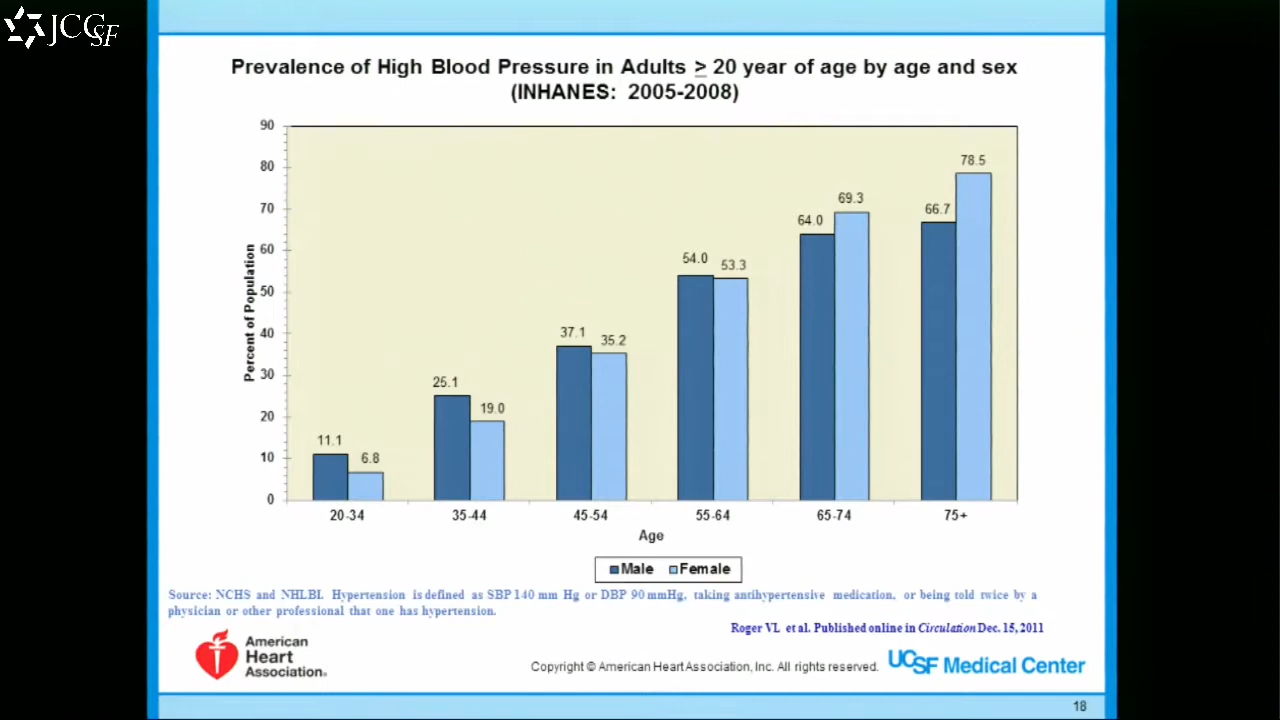 JCCSF
Prevalence of High Blood Pressure in Adults ≥ 20 year of age by age and sex
(INHANES: 2005-2008)
Percent of Population
90
80
70
60
50
40
30
20
10
0
11.1
6.8
25.1
19.0
37.1
35.2
54.0
53.3
64.0
69.3
66.7
78.5
20-34 35-44 45-54 55-64 65-74 75+
Age
Male Female
Source: NCHS and NHLBI. Hypertension is defined as SBP 140 mm Hg or DBP 90 mmHg, taking antihypertensive medication, or being told twice by a
physician or other professional that one has hypertension.
Roger VL et al. Published online in Circulation Dec. 15, 2011
American
Heart
Association®
Copyright © American Heart Association, Inc. All rights reserved.
UCSF Medical Center
18